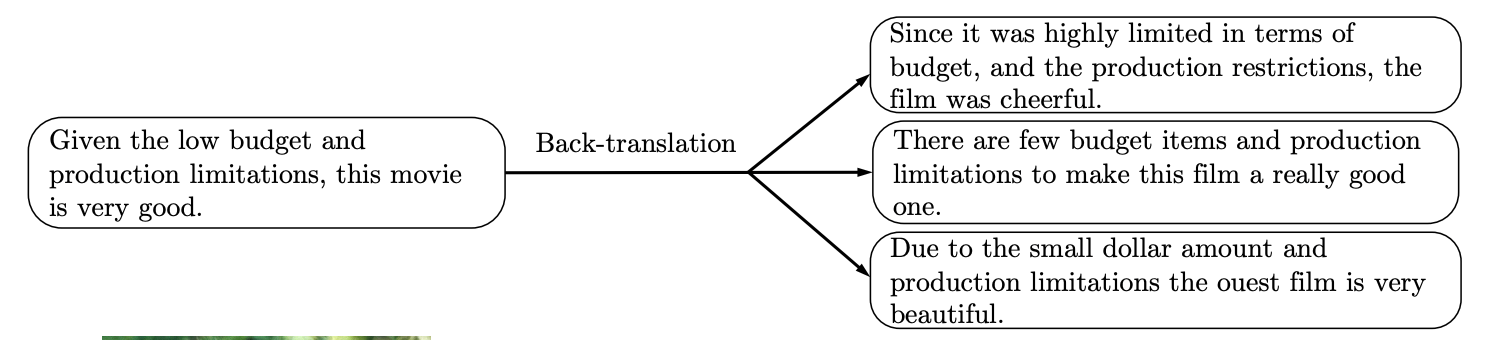 Given the low budget and
production limitations, this movie
is very good.
Back-translation
Since it was highly limited in terms of
budget, and the production restrictions, the
film was cheerful.
There are few budget items and production
limitations to make this film a really good
one.
Due to the small dollar amount and
production limitations the ouest film is very
beautiful.